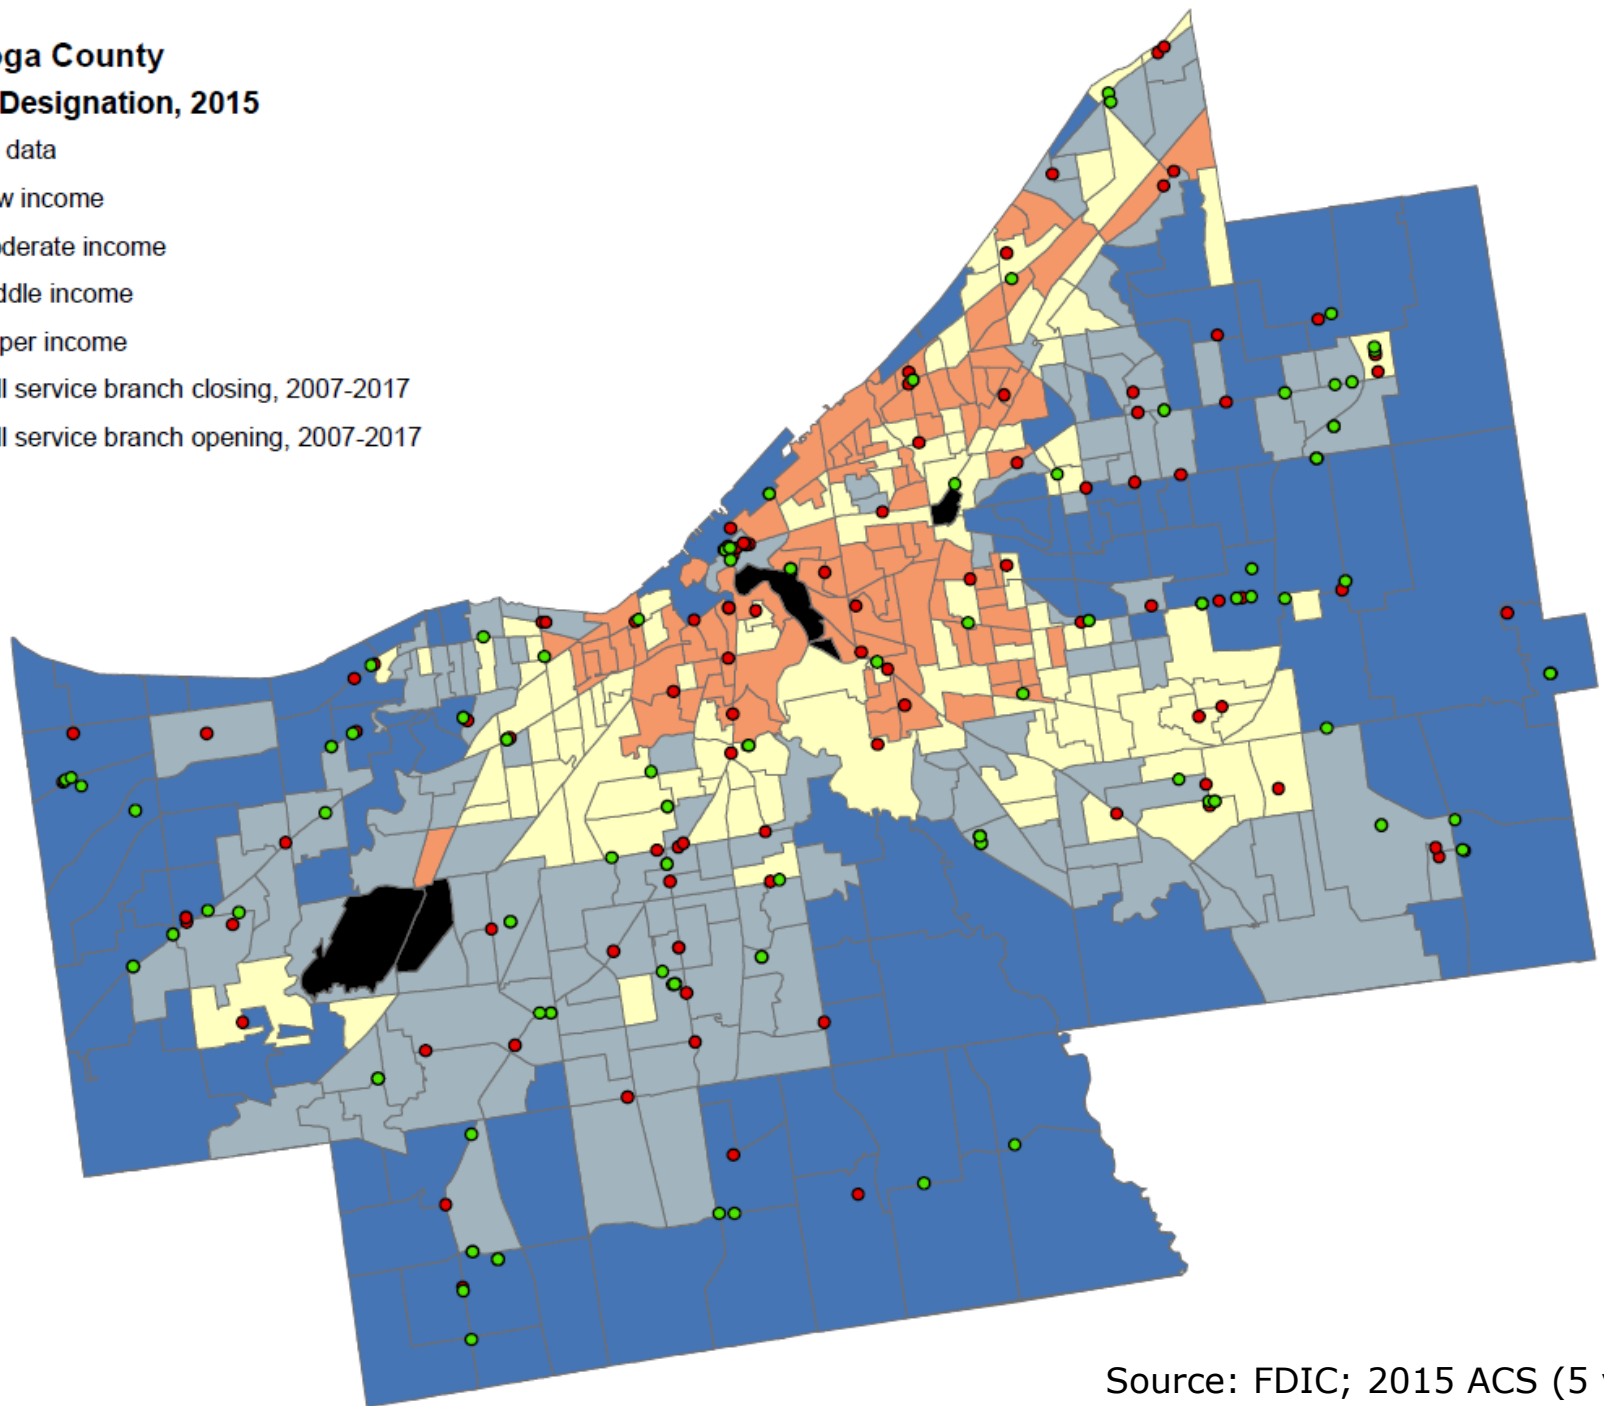 oga County
Designation, 2015
data
w income
oderate income
ddle income
per income
ll service branch closing, 2007-2017
ll service branch opening, 2007-2017
Source: FDIC; 2015 ACS (5 y